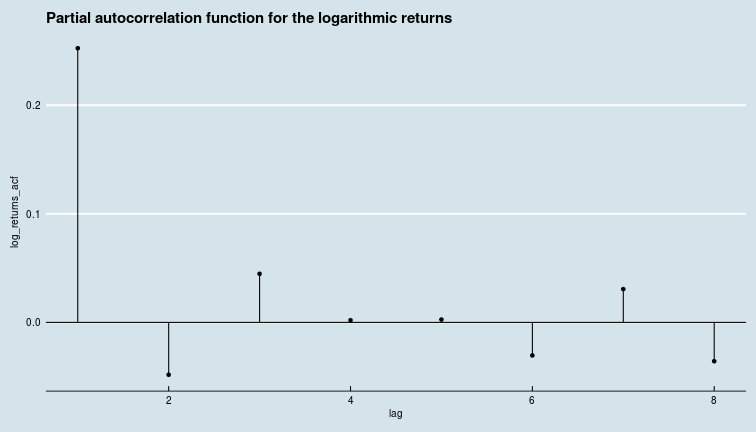 Partial autocorrelation function for the logarithmic returns
0.2
0.1
0.0
log_returns_acf
2 4 6 8
lag